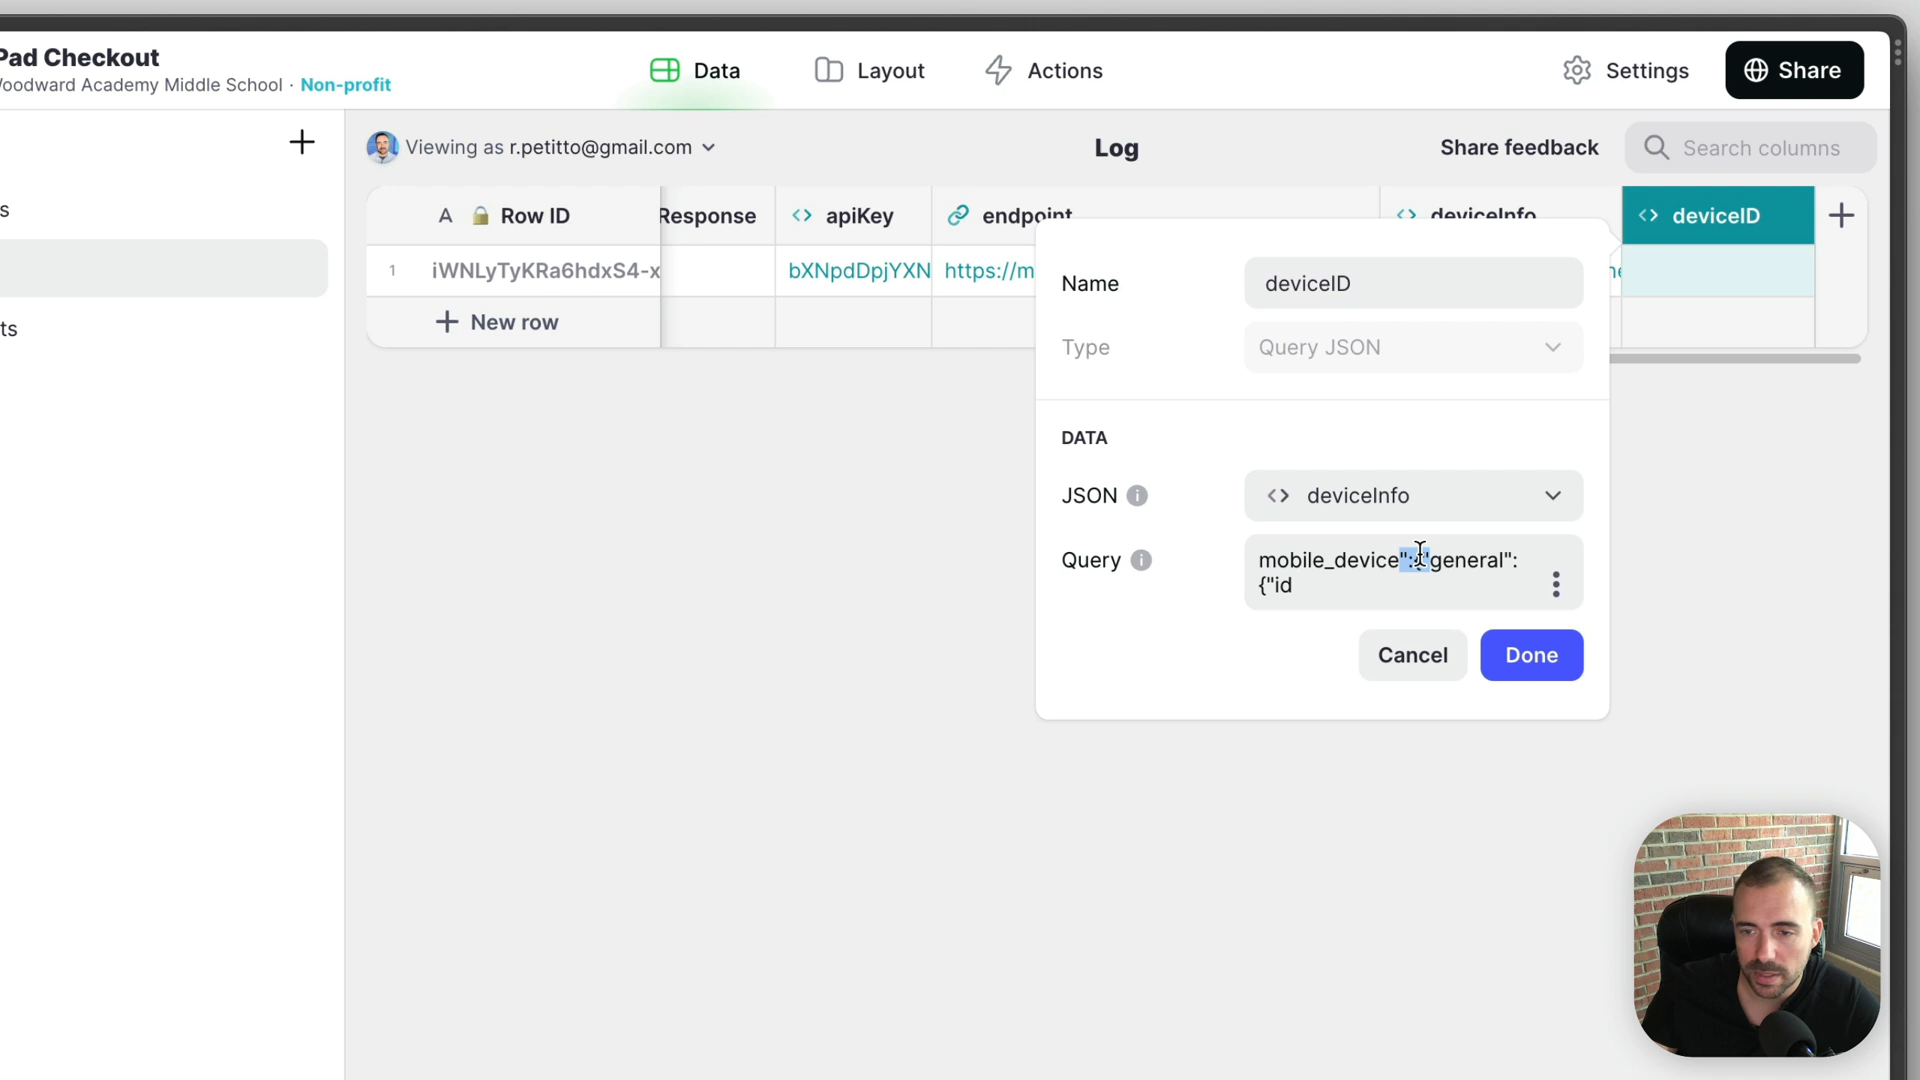 Pad Checkout
Woodward Academy Middle School · Non-profit
Data
Layout
Actions
Settings
Share
Viewing as r.petitto@gmail.com
Log
Share feedback
Search columns
A Row ID
Response
apiKey
endpoint
deviceInfo
deviceID
1 iWNLyTyKRa6hdxS4-x
bXNpdDpjYXN
https://m
New row
s
ts
Name
deviceID
Type
Query JSON
DATA
JSON
deviceInfo
Query
mobile_device":{"general":
{"id
Cancel
Done